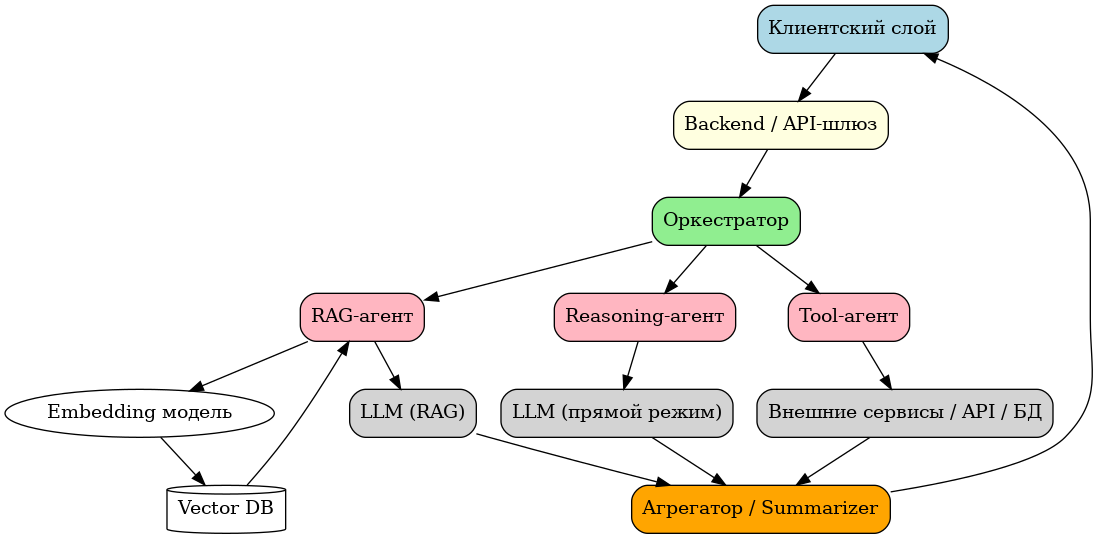 Клиентский слой
Backend / API-шлюз
Оркестратор
RAG-агент
Reasoning-агент
Tool-агент
Embedding модель
LLM (RAG)
LLM (прямой режим)
Внешние сервисы / API / БД
Vector DB
Агрегатор / Summarizer